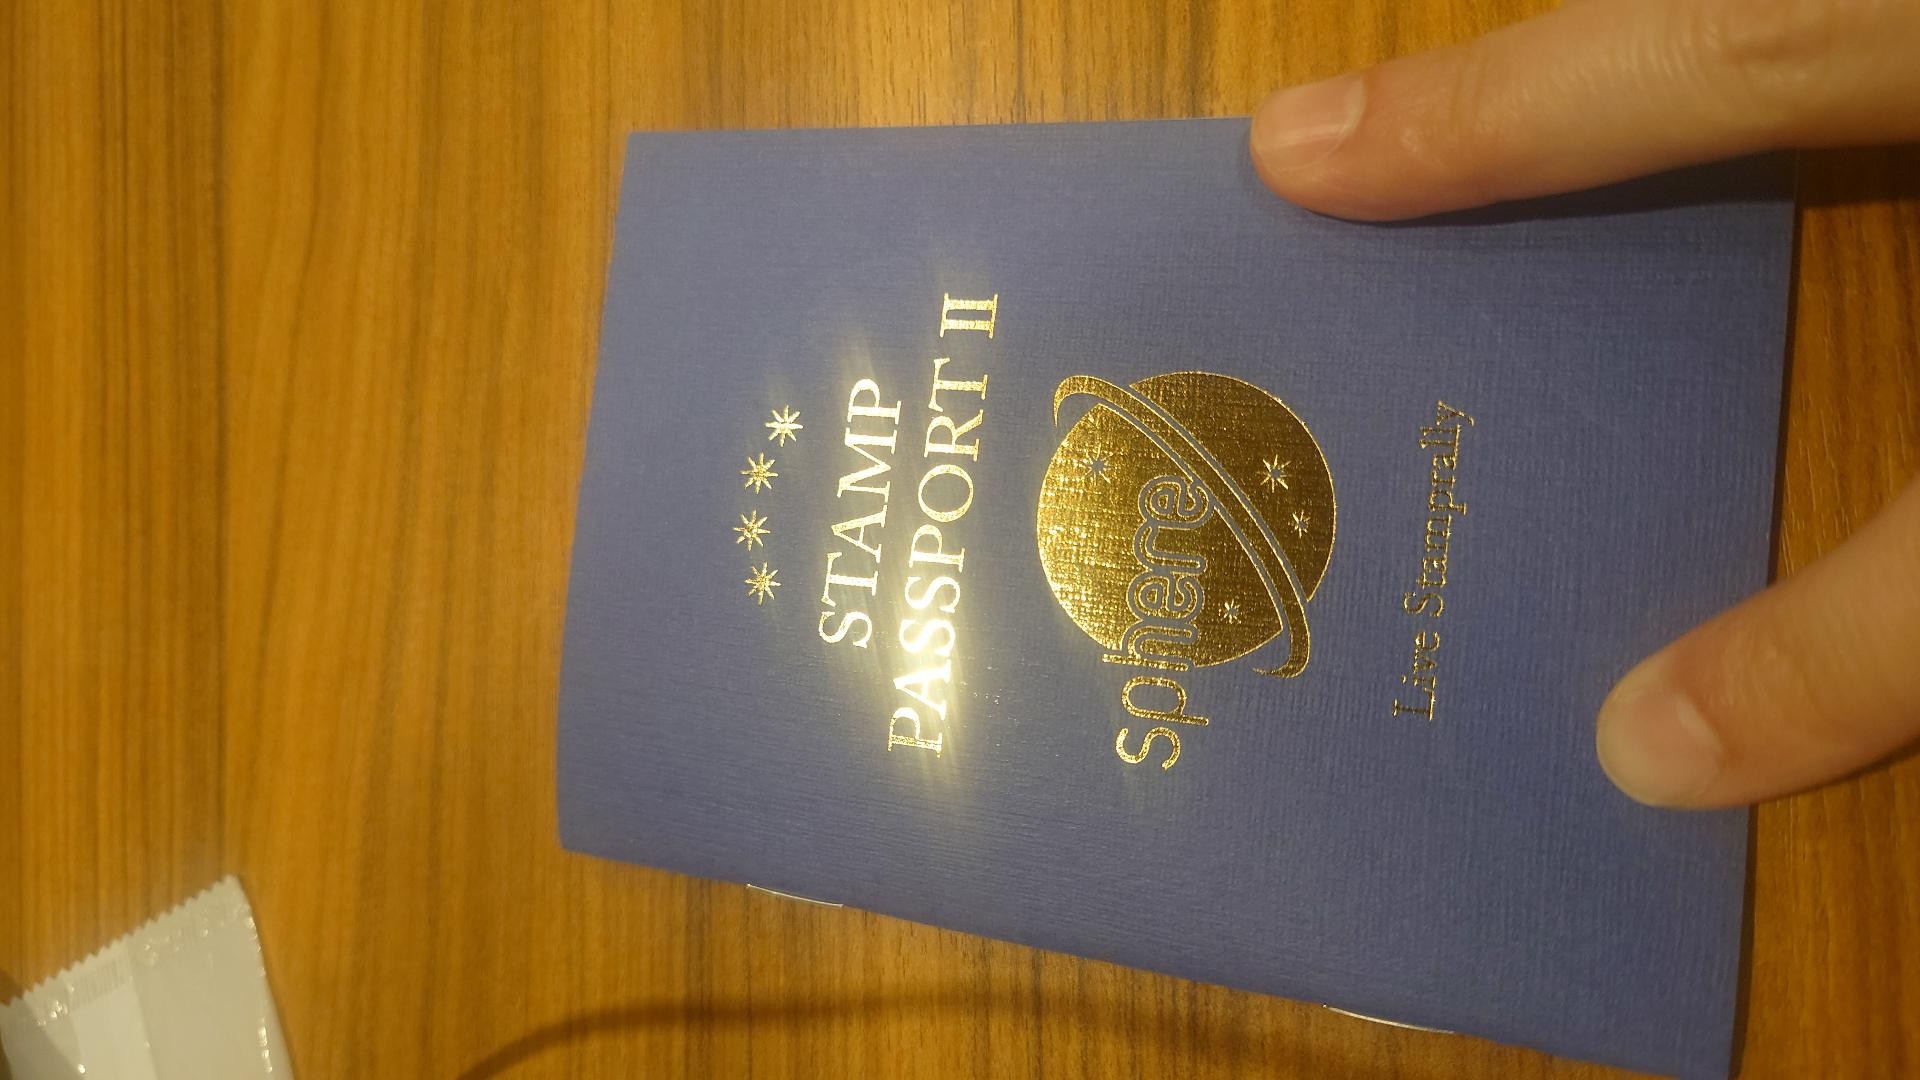 STAMP
PASSPORT II
sphere
Live Stamprally